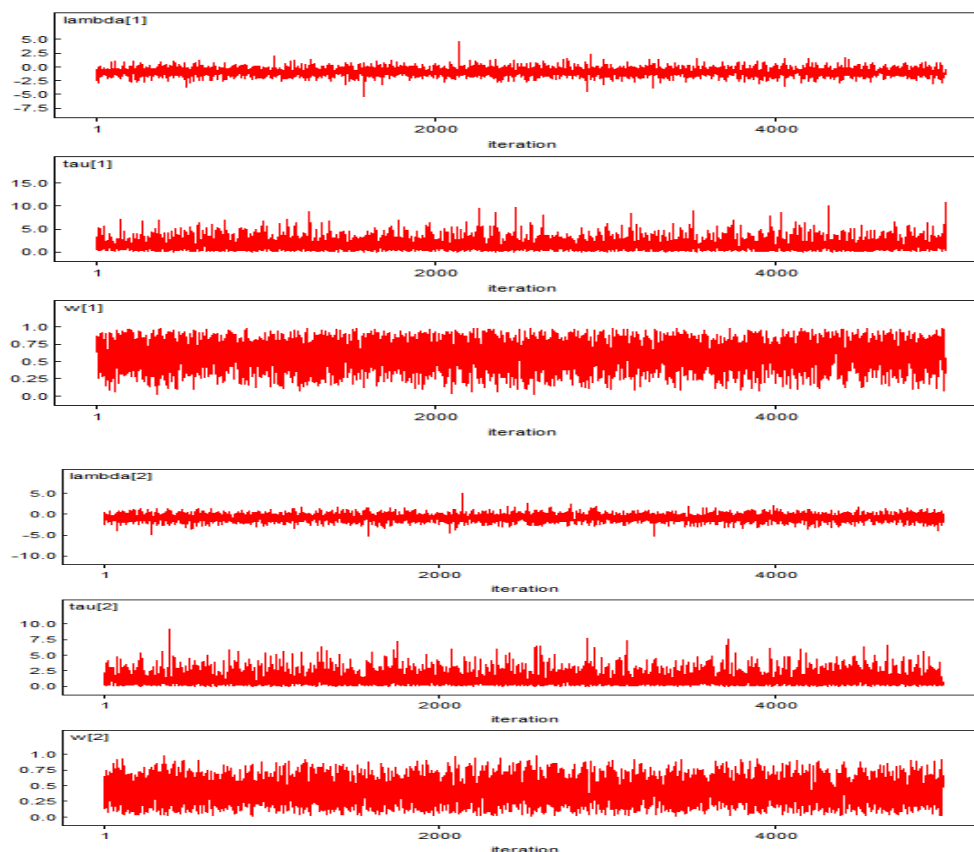 lambda[1]
5.0
2.5
0.0
-2.5
-5.0
-7.5
1 2000 4000
iteration
tau[1]
15.0
10.0
5.0
0.0
1 2000 4000
iteration
w[1]
1.0
0.75
0.5
0.25
0.0
1 2000 4000
iteration
lambda[2]
5.0
0.0
-5.0
-10.0
1 2000 4000
iteration
tau[2]
10.0
7.5
5.0
2.5
0.0
1 2000 4000
iteration
w[2]
1.0
0.75
0.5
0.25
0.0
1 2000 4000
iteration